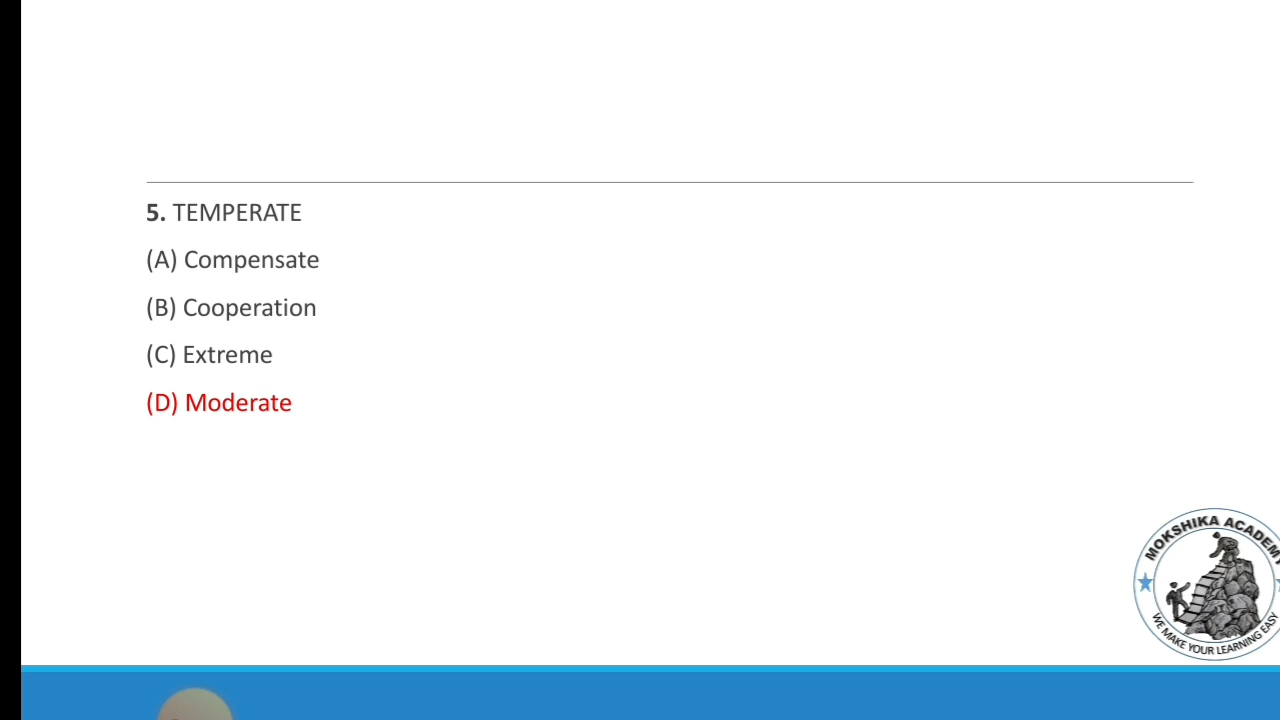 5. TEMPERATE
(A) Compensate
(B) Cooperation
(C) Extreme
(D) Moderate
MOKSHIKA ACADEMY
WE MAKE YOUR LEARNING EASY